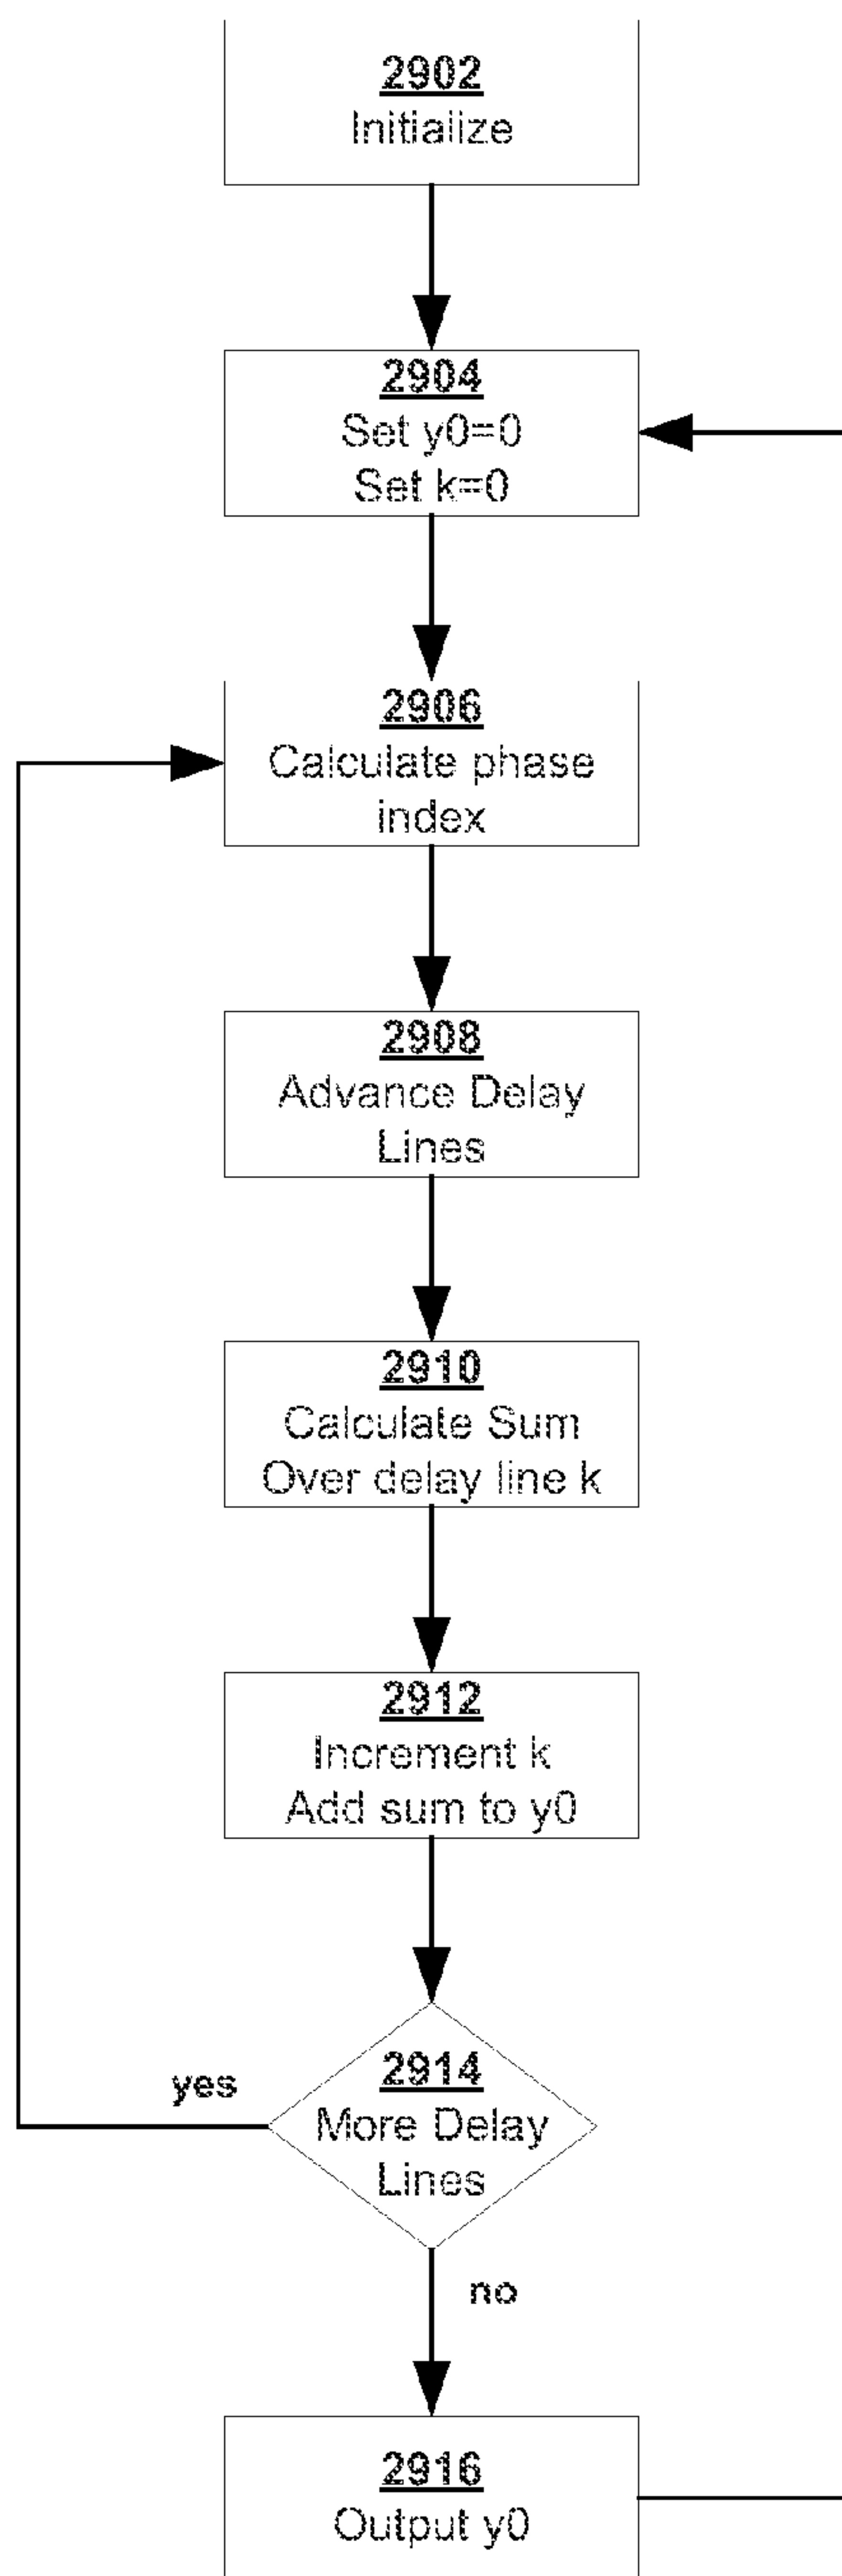 2902
Initialize
2904
Set y0=0
Set k=0
2906
Calculate phase
index
2908
Advance Delay
Lines
2910
Calculate Sum
Over delay line k
2912
Increment k
Add sum to y0
2914
yes
More Delay
Lines
no
2916
Output y0